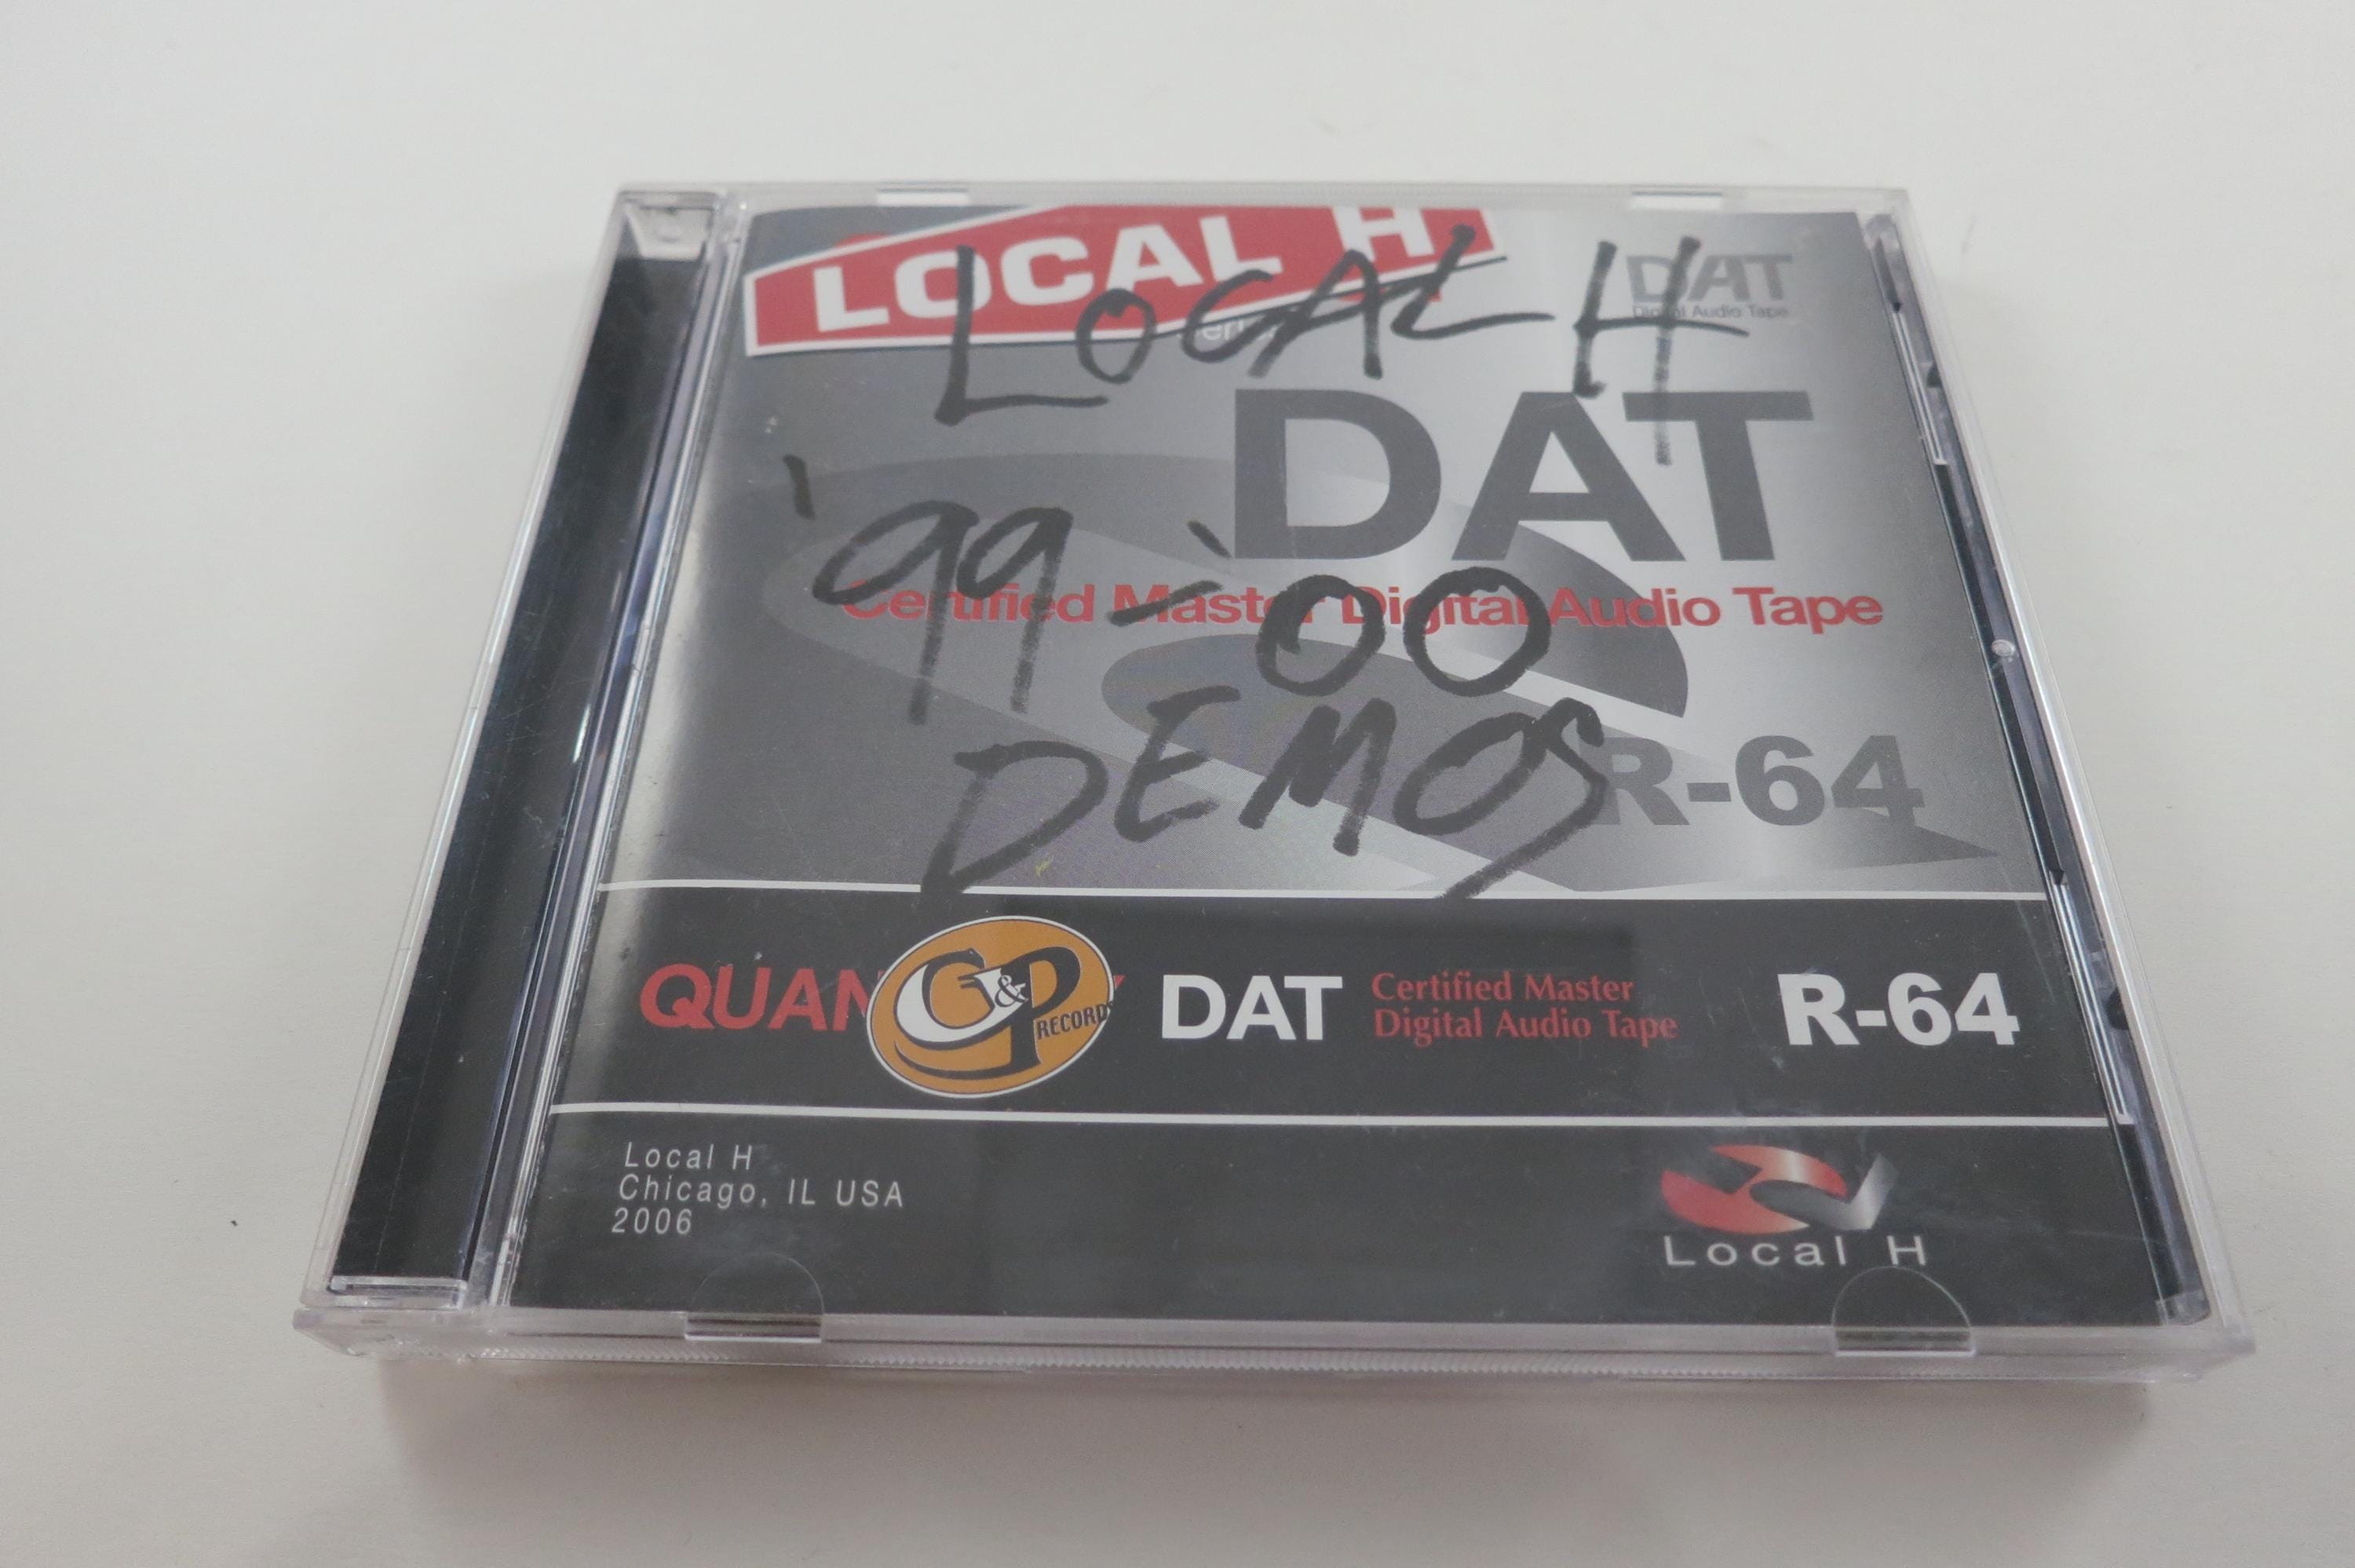 LOCAL H
DAT
Digital Audio Tape
LOCAL H
DAT
'99-'00
Certified Master Digital Audio Tape
DEMOS
R-64
G&P
RECORDS
DAT
Certified Master
Digital Audio Tape
R-64
Local H
Chicago, IL USA
2006
Local H